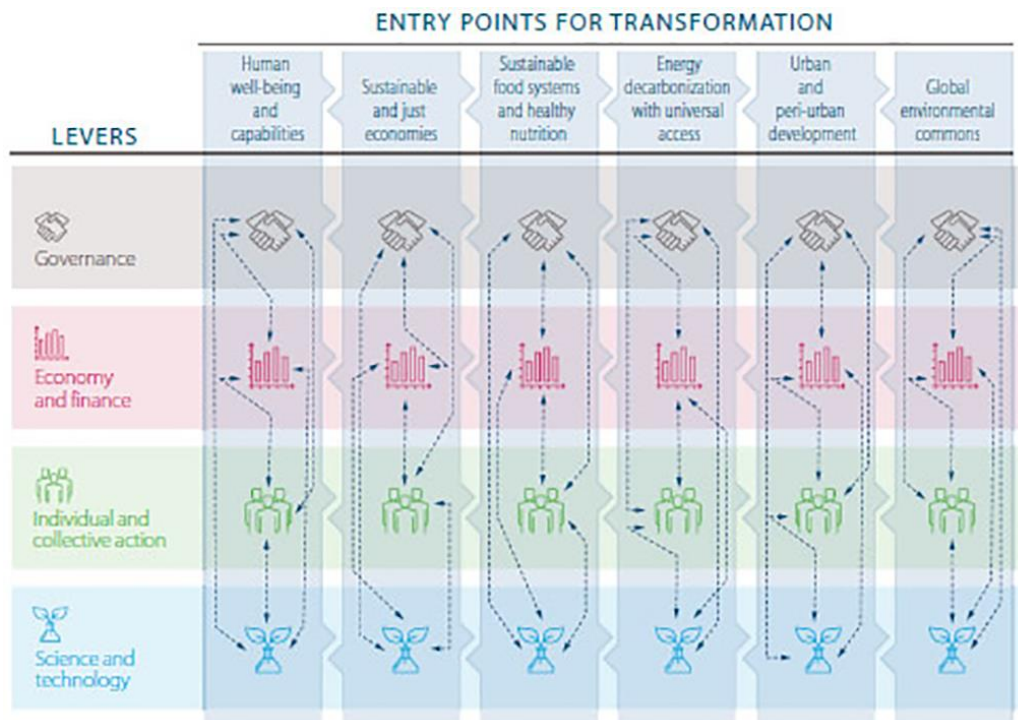 ENTRY POINTS FOR TRANSFORMATION
LEVERS
Human
well-being
and
capabilities
Sustainable
and just
economies
Sustainable
food systems
and healthy
nutrition
Energy
decarbonization
with universal
access
Urban
and
peri-urban
development
Global
environmental
commons
Governance
Economy
and finance
Individual and
collective action
Science and
technology